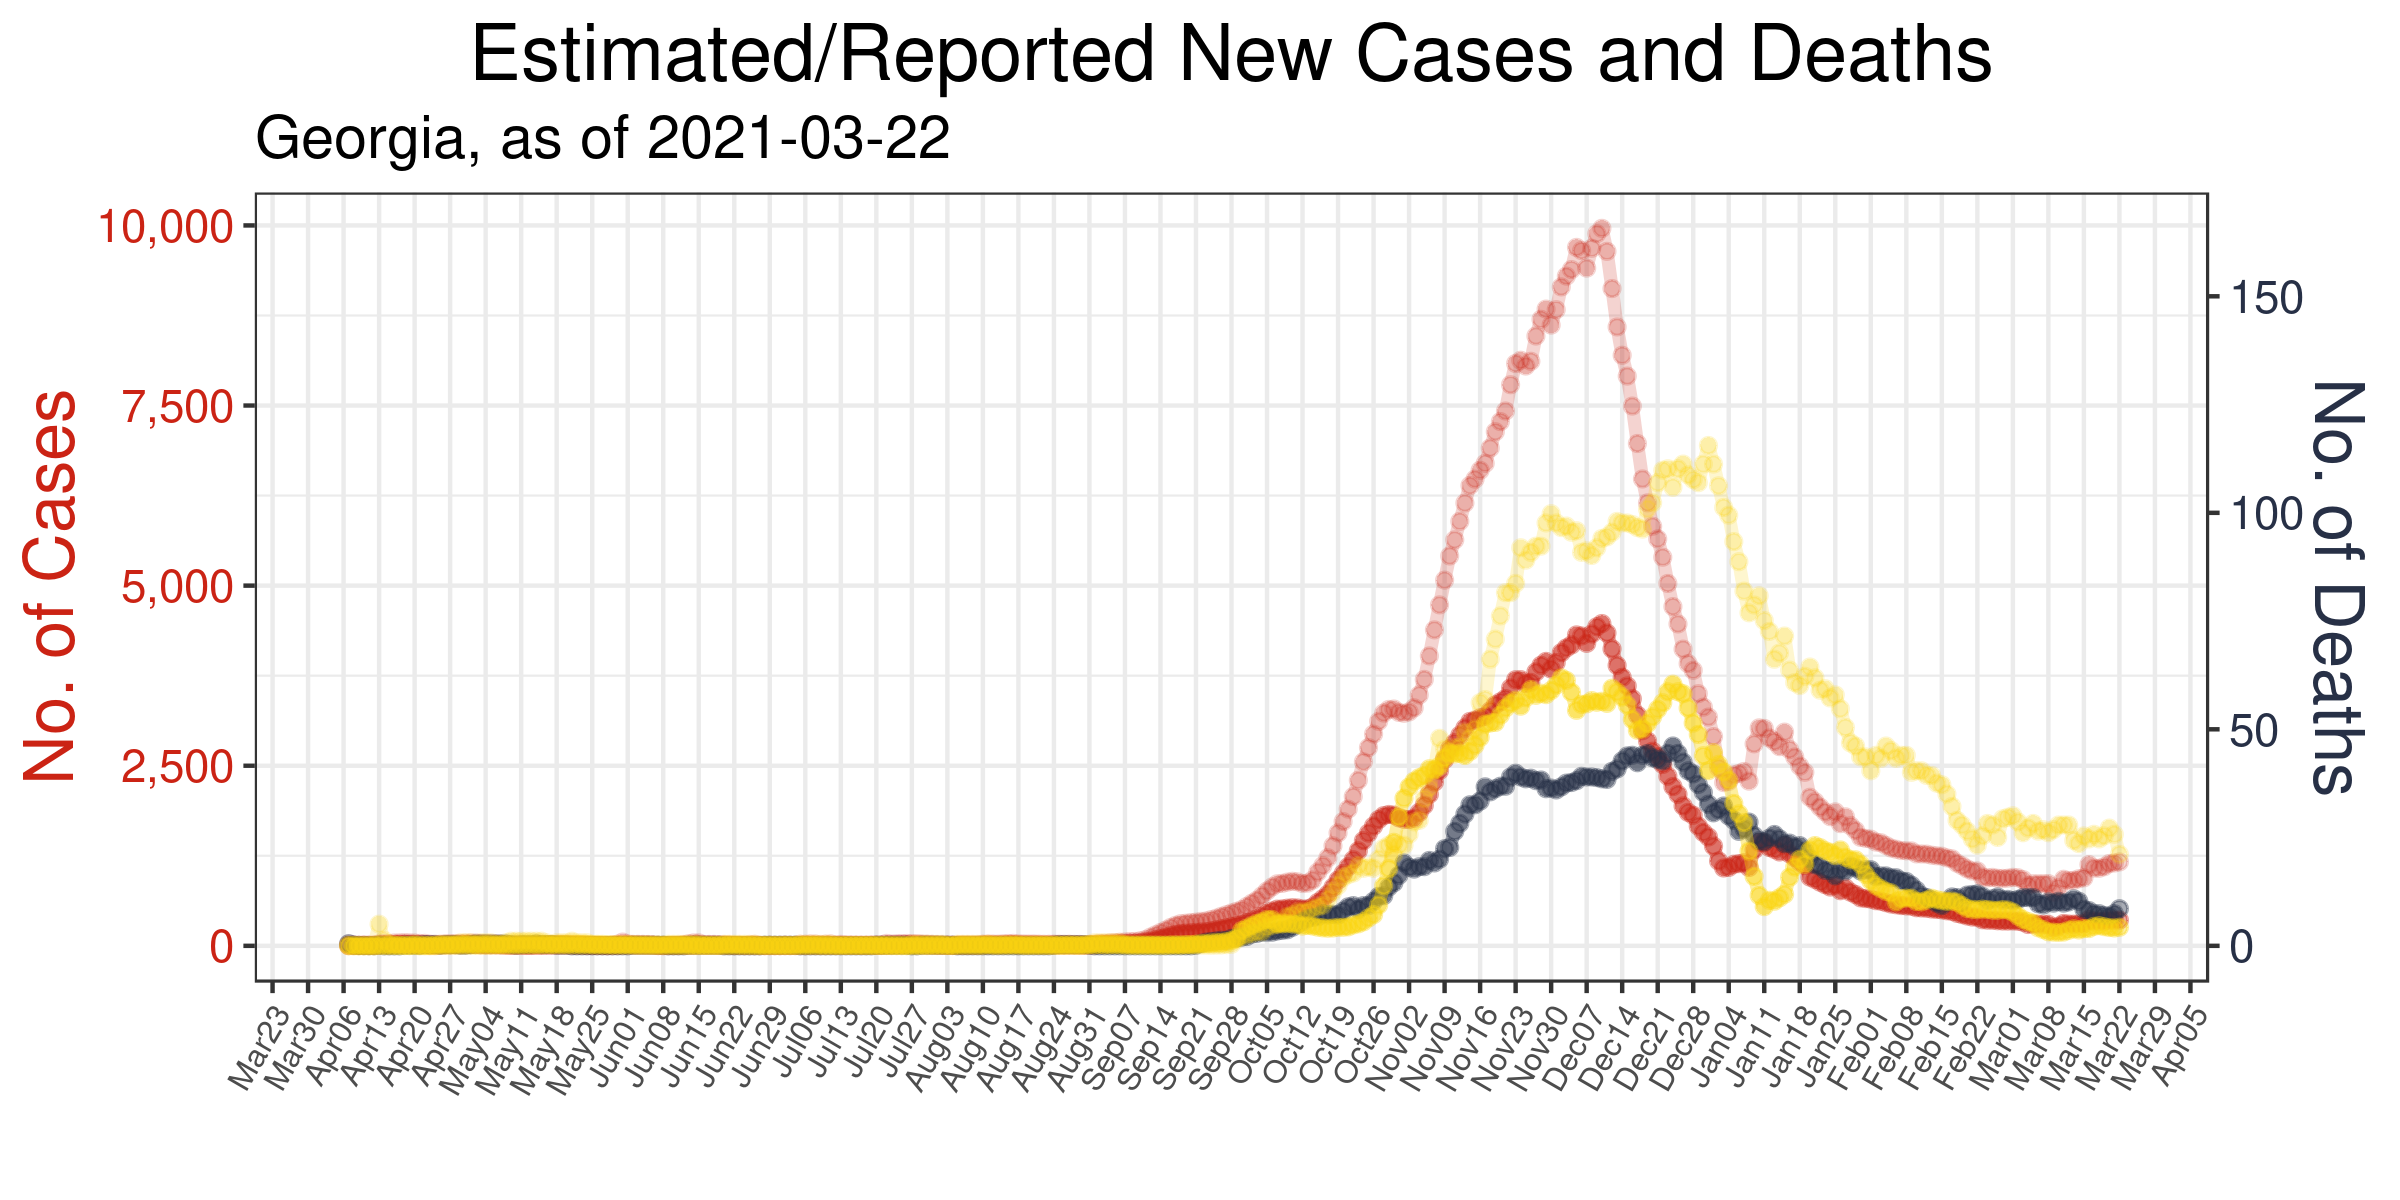 Estimated/Reported New Cases and Deaths
Georgia, as of 2021-03-22
No. of Cases
10,000
7,500
5,000
2,500
0
No. of Deaths
150
100
50
0
Mar23
Mar30
Apr06
Apr13
Apr20
Apr27
May04
May11
May18
May25
Jun01
Jun08
Jun15
Jun22
Jun29
Jul06
Jul13
Jul20
Jul27
Aug03
Aug10
Aug17
Aug24
Aug31
Sep07
Sep14
Sep21
Sep28
Oct05
Oct12
Oct19
Oct26
Nov02
Nov09
Nov16
Nov23
Nov30
Dec07
Dec14
Dec21
Dec28
Jan04
Jan11
Jan18
Jan25
Feb01
Feb08
Feb15
Feb22
Mar01
Mar08
Mar15
Mar22
Mar29
Apr05